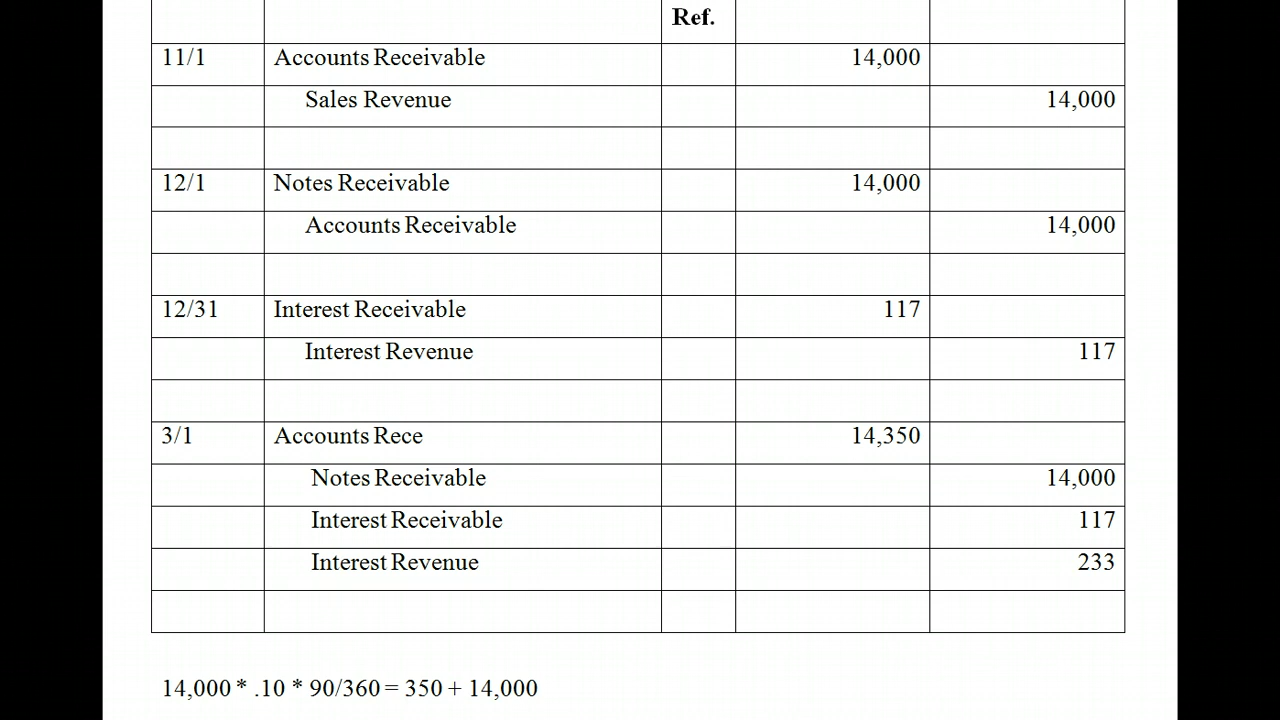 Ref.
11/1 Accounts Receivable 14,000
Sales Revenue 14,000
12/1 Notes Receivable 14,000
Accounts Receivable 14,000
12/31 Interest Receivable 117
Interest Revenue 117
3/1 Accounts Rece 14,350
Notes Receivable 14,000
Interest Receivable 117
Interest Revenue 233
14,000 * .10 * 90/360 = 350 + 14,000